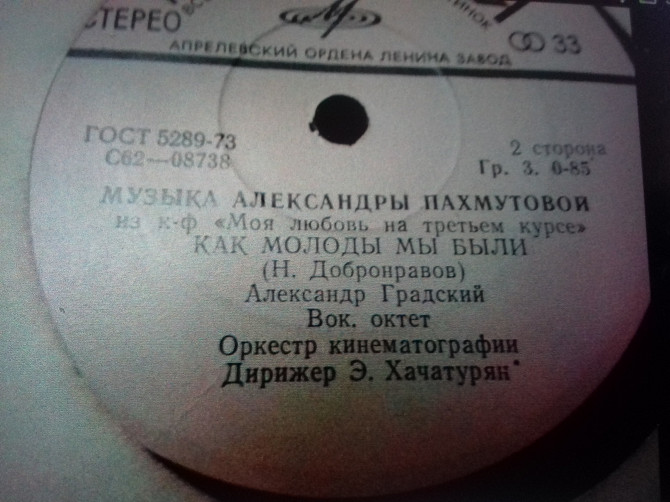 СТЕРЕО
33
АПРЕЛЕВСКИЙ ОРДЕНА ЛЕНИНА ЗАВОД
ГОСТ 5289-73
С62—08738
2 сторона
Гр. 3. 0-85
МУЗЫКА АЛЕКСАНДРЫ ПАХМУТОВОЙ
из к-ф «Моя любовь на третьем курсе»
КАК МОЛОДЫ МЫ БЫЛИ
(Н. Добронравов)
Александр Градский
Вок. октет
Оркестр кинематографии
Дирижер Э. Хачатурян